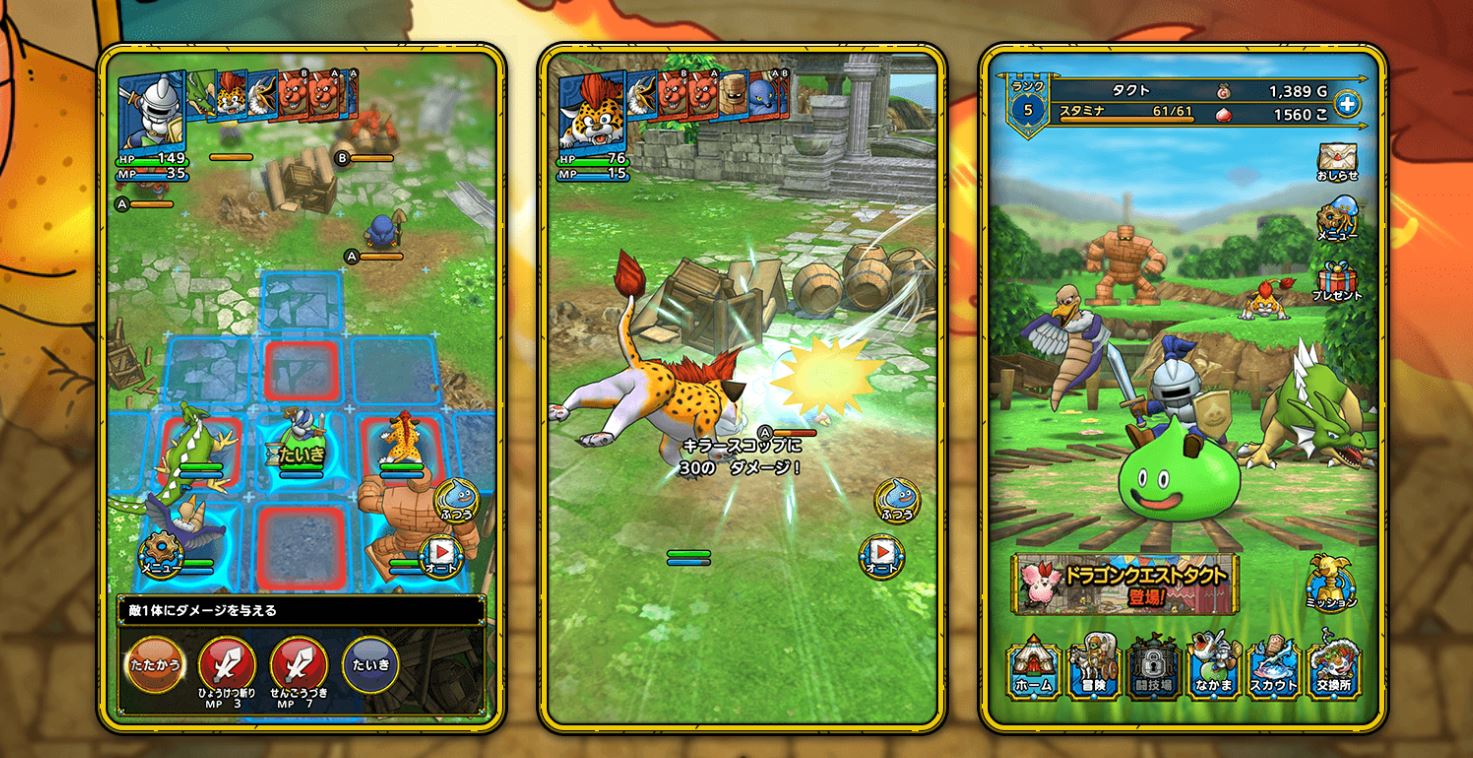 B
A
A
HP 149
MP 35
B
A
A
たいき
ふつう
メニュー
オート
敵1体にダメージを与える
たたかう
ひょうけつ斬り
MP 3
せんこうづき
MP 7
たいき
B
A
A
B
HP 76
MP 15
A
キラースコップに
30の ダメージ!
ふつう
オート
ランク
5
タクト
1,389 G
スタミナ 61/61
1560 こ
おしらせ
メニュー
プレゼント
ドラゴンクエストタクト
登場!
ミッション
ホーム
冒険
闘技場
なかま
スカウト
交換所